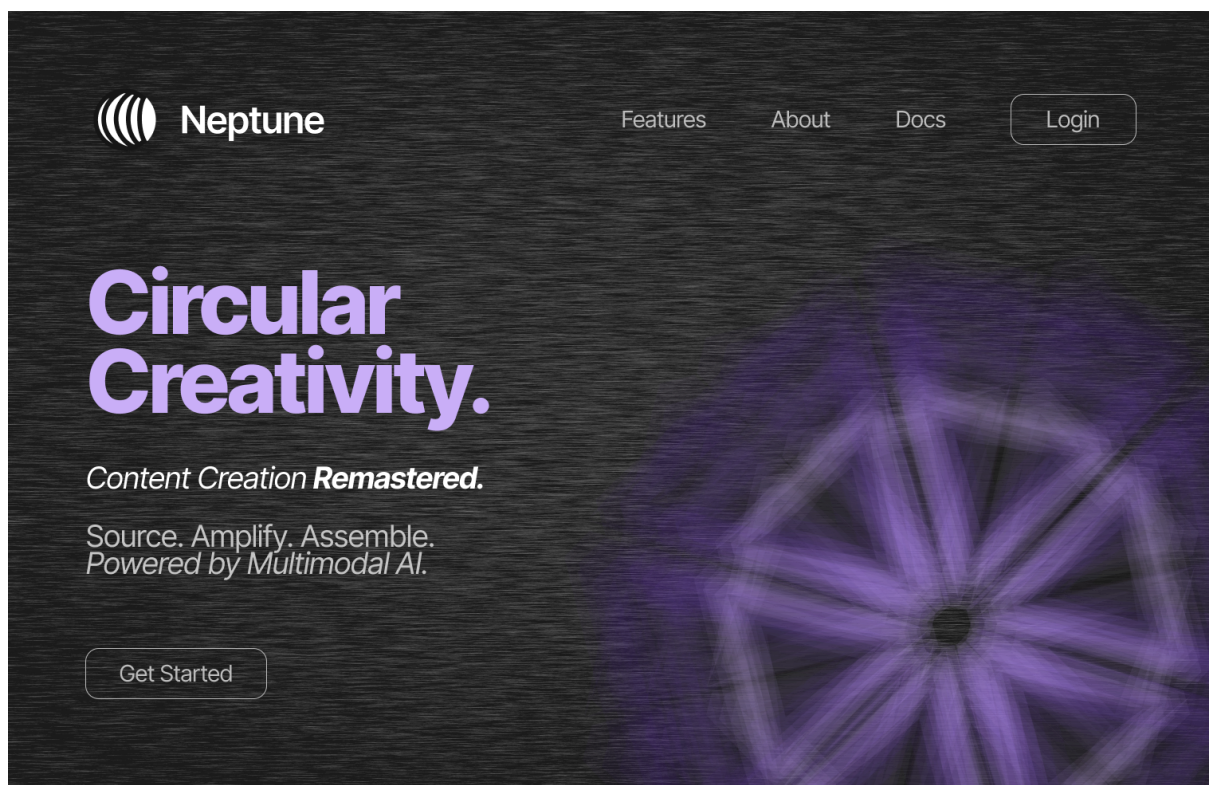 Neptune
Features
About
Docs
Login
Circular
Creativity.
Content Creation Remastered.
Source. Amplify. Assemble.
Powered by Multimodal AI.
Get Started